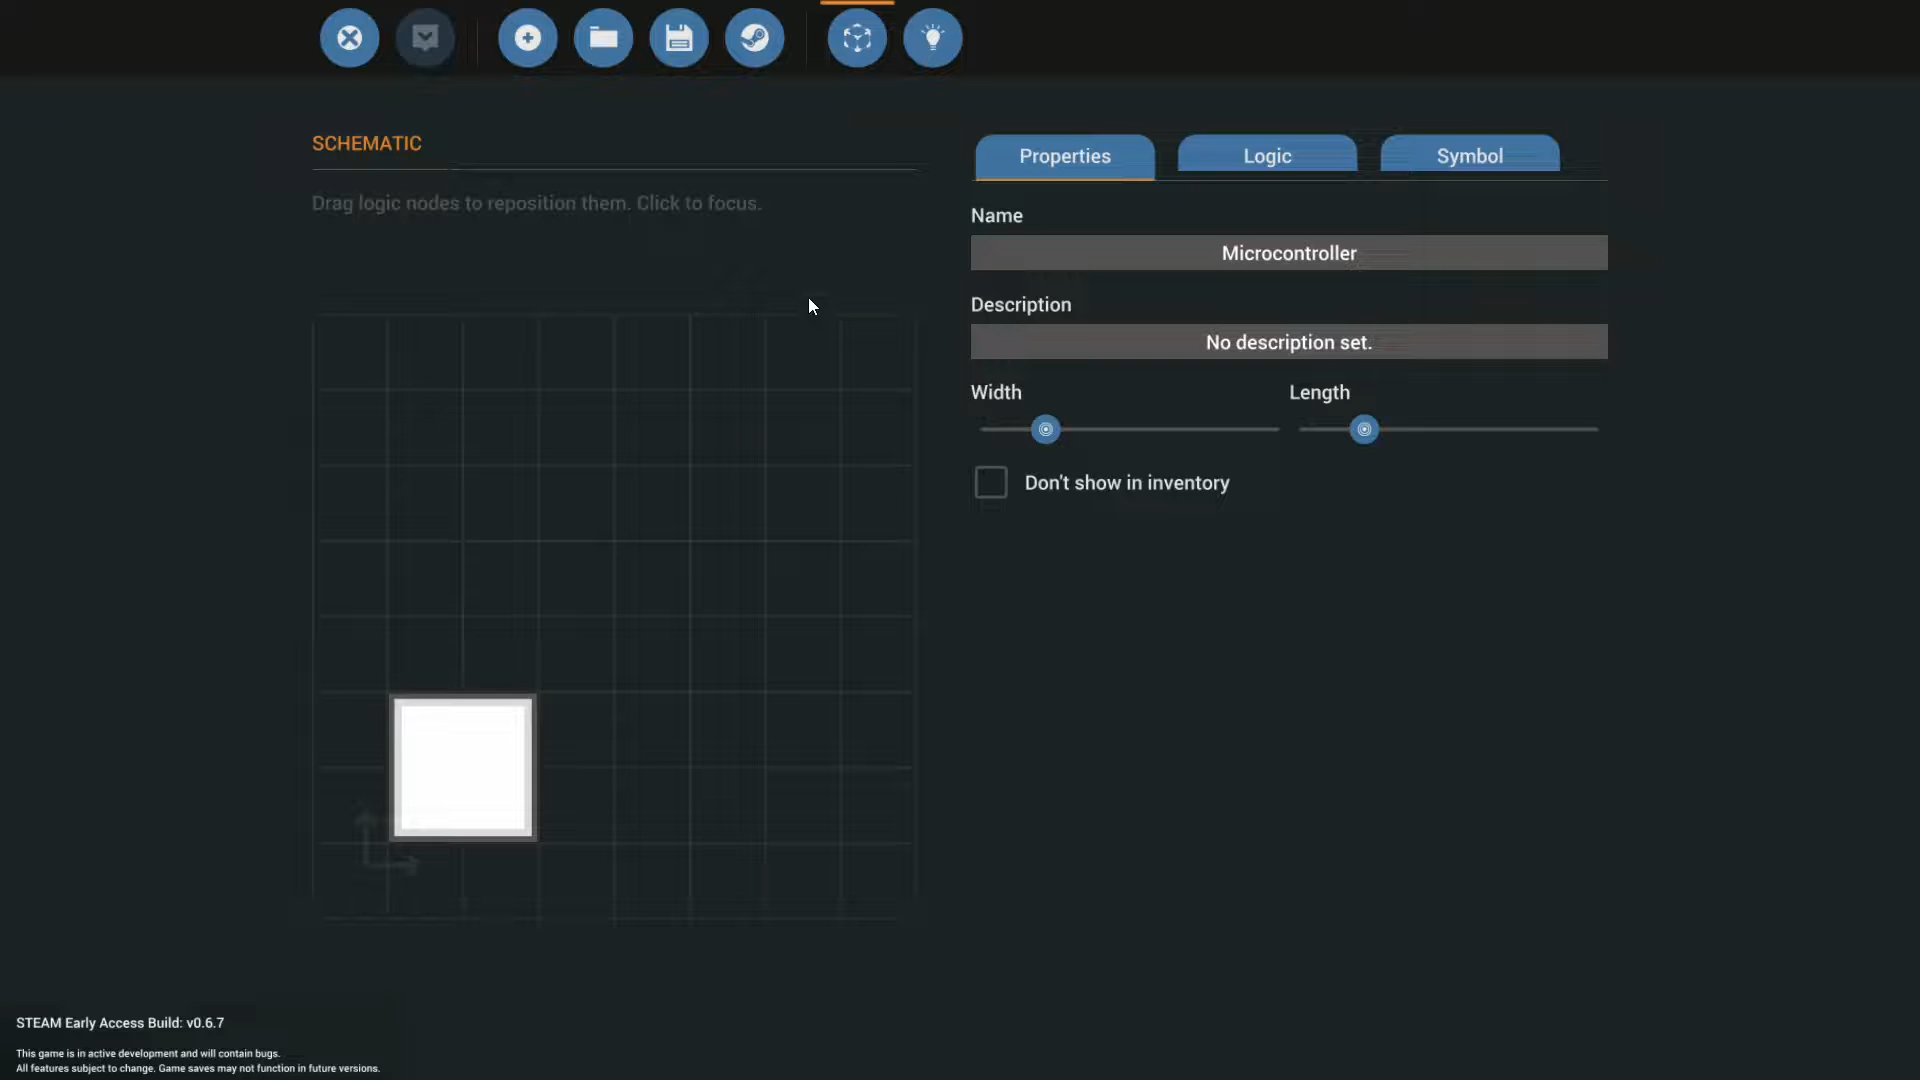 SCHEMATIC
Drag logic nodes to reposition them. Click to focus.
Properties
Logic
Symbol
Name
Microcontroller
Description
No description set.
Width
Length
Don't show in inventory
STEAM Early Access Build: v0.6.7
This game is in active development and will contain bugs.
All features subject to change. Game saves may not function in future versions.